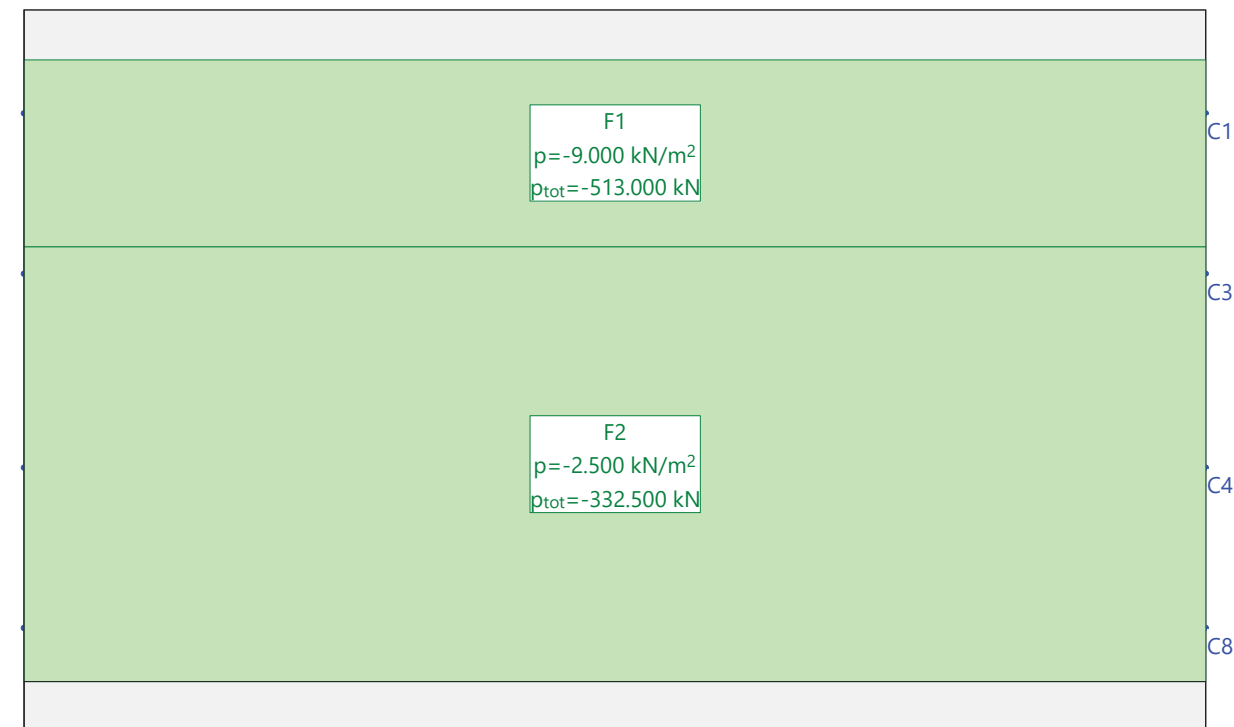 F1
p=-9.000 kN/m²
C1
ptot=-513.000 kN
C3
F2
p=-2.500 kN/m²
C4
ptot=-332.500 kN
C8